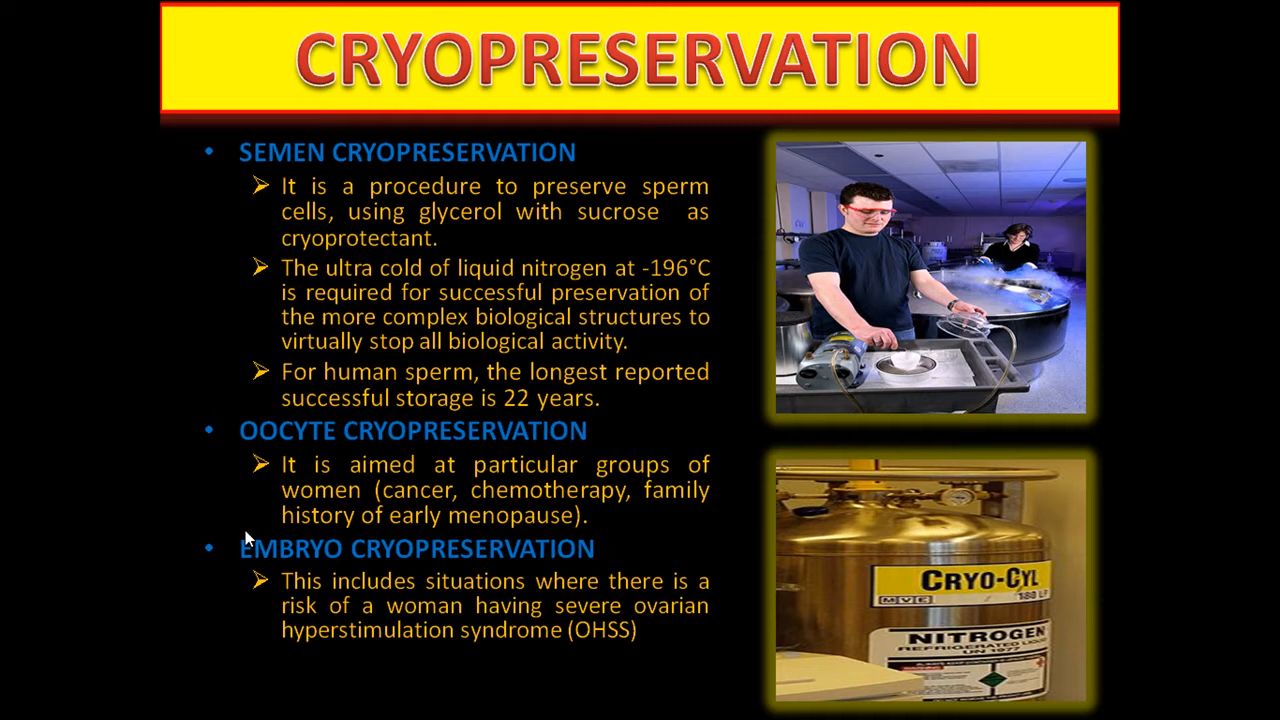 CRYOPRESERVATION
• SEMEN CRYOPRESERVATION
➢ It is a procedure to preserve sperm
cells, using glycerol with sucrose as
cryoprotectant.
➢ The ultra cold of liquid nitrogen at -196°C
is required for successful preservation of
the more complex biological structures to
virtually stop all biological activity.
➢ For human sperm, the longest reported
successful storage is 22 years.
• OOCYTE CRYOPRESERVATION
➢ It is aimed at particular groups of
women (cancer, chemotherapy, family
history of early menopause).
• EMBRYO CRYOPRESERVATION
➢ This includes situations where there is a
risk of a woman having severe ovarian
hyperstimulation syndrome (OHSS)
CRYO-CYL
MVE 180 L
NITROGEN
REFRIGERATED LIQUID
UN 1977
WARNING